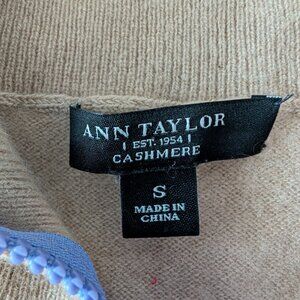 ANN TAYLOR
EST. 1954
CASHMERE
S
MADE IN
CHINA